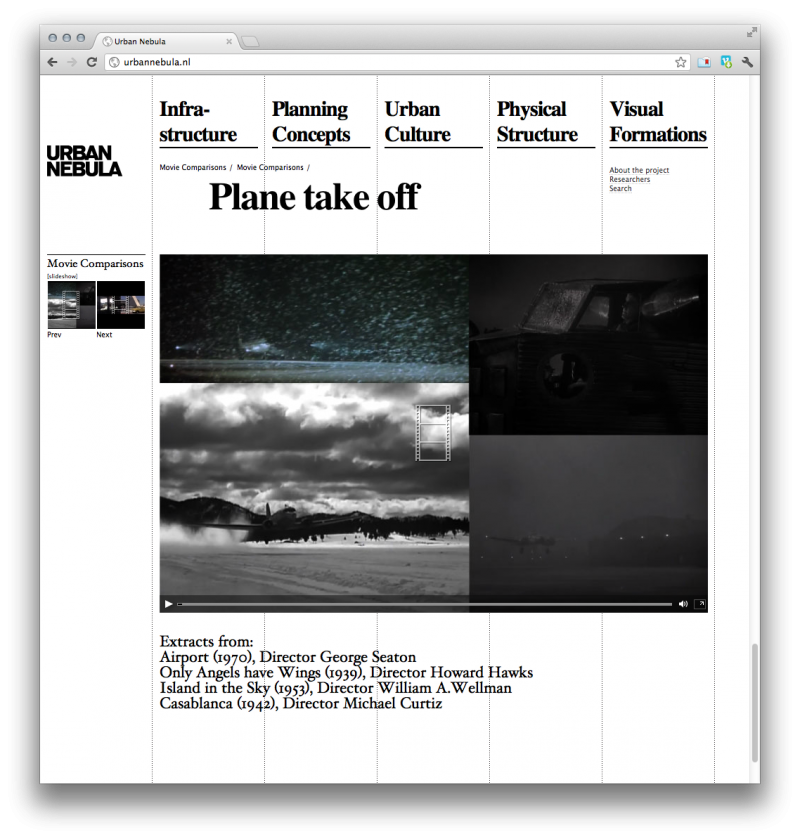 Urban Nebula
urbannebula.nl
Infra-
structure
Planning
Concepts
Urban
Culture
Physical
Structure
Visual
Formations
URBAN
NEBULA
Movie Comparisons / Movie Comparisons /
About the project
Researchers
Search
Plane take off
Movie Comparisons
[slideshow]
Prev Next
Extracts from:
Airport (1970), Director George Seaton
Only Angels have Wings (1939), Director Howard Hawks
Island in the Sky (1953), Director William A.Wellman
Casablanca (1942), Director Michael Curtiz